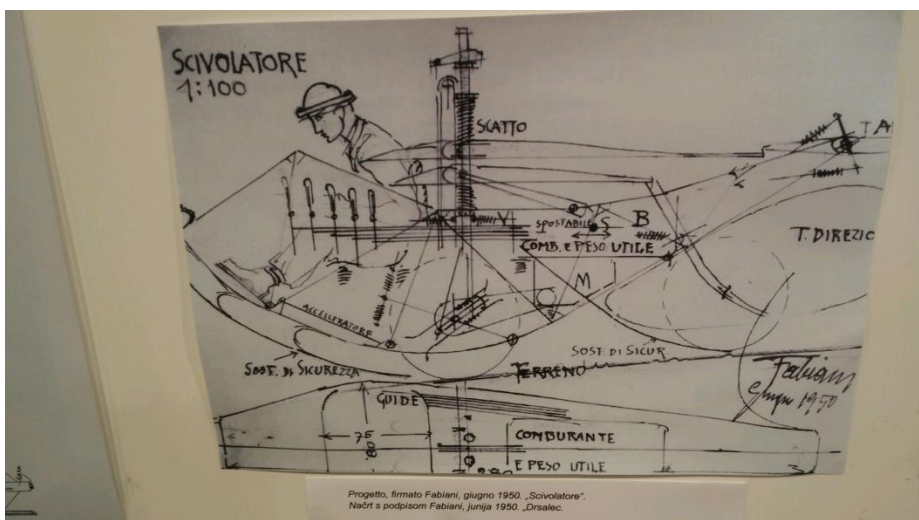 SCIVOLATORE
1:100
SCATTO
T A
V
SPOSTABILE S
B
COMB. E PESO UTILE
T. DIREZIO
M
ACCELLERATORE
SOST. DI SICUREZZA
SOST. DI SICUR
TERRENO
Fabiani
giugno 1950
GUIDE
75
80
COMBURANTE
E PESO UTILE
Progetto, firmato Fabiani, giugno 1950. „Scivolatore".
Načrt s podpisom Fabiani, junija 1950. „Drsalec.